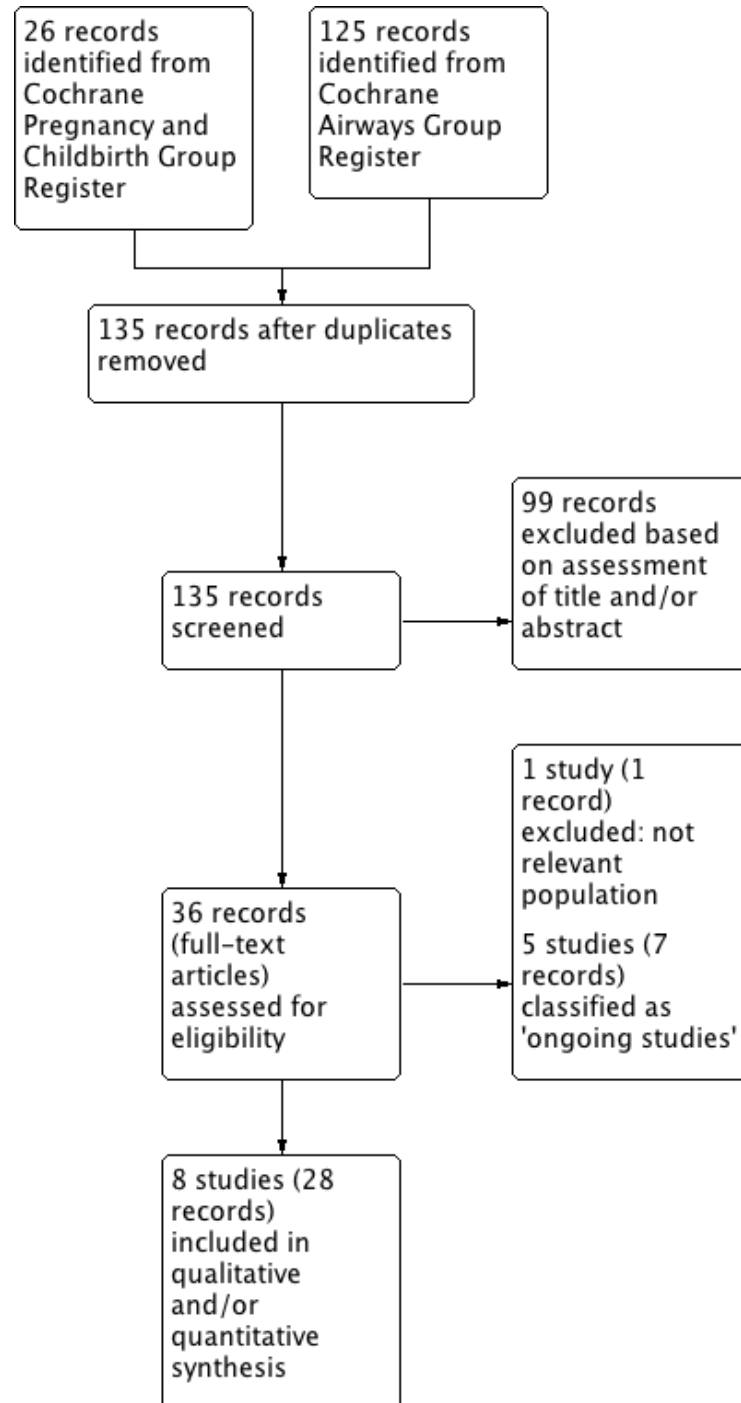 26 records
identified from
Cochrane
Pregnancy and
Childbirth Group
Register
125 records
identified from
Cochrane
Airways Group
Register
135 records after duplicates
removed
99 records
excluded based
on assessment
of title and/or
abstract
135 records
screened
1 study (1
record)
excluded: not
relevant
population
5 studies (7
records)
classified as
'ongoing studies'
36 records
(full-text
articles)
assessed for
eligibility
8 studies (28
records)
included in
qualitative
and/or
quantitative
synthesis